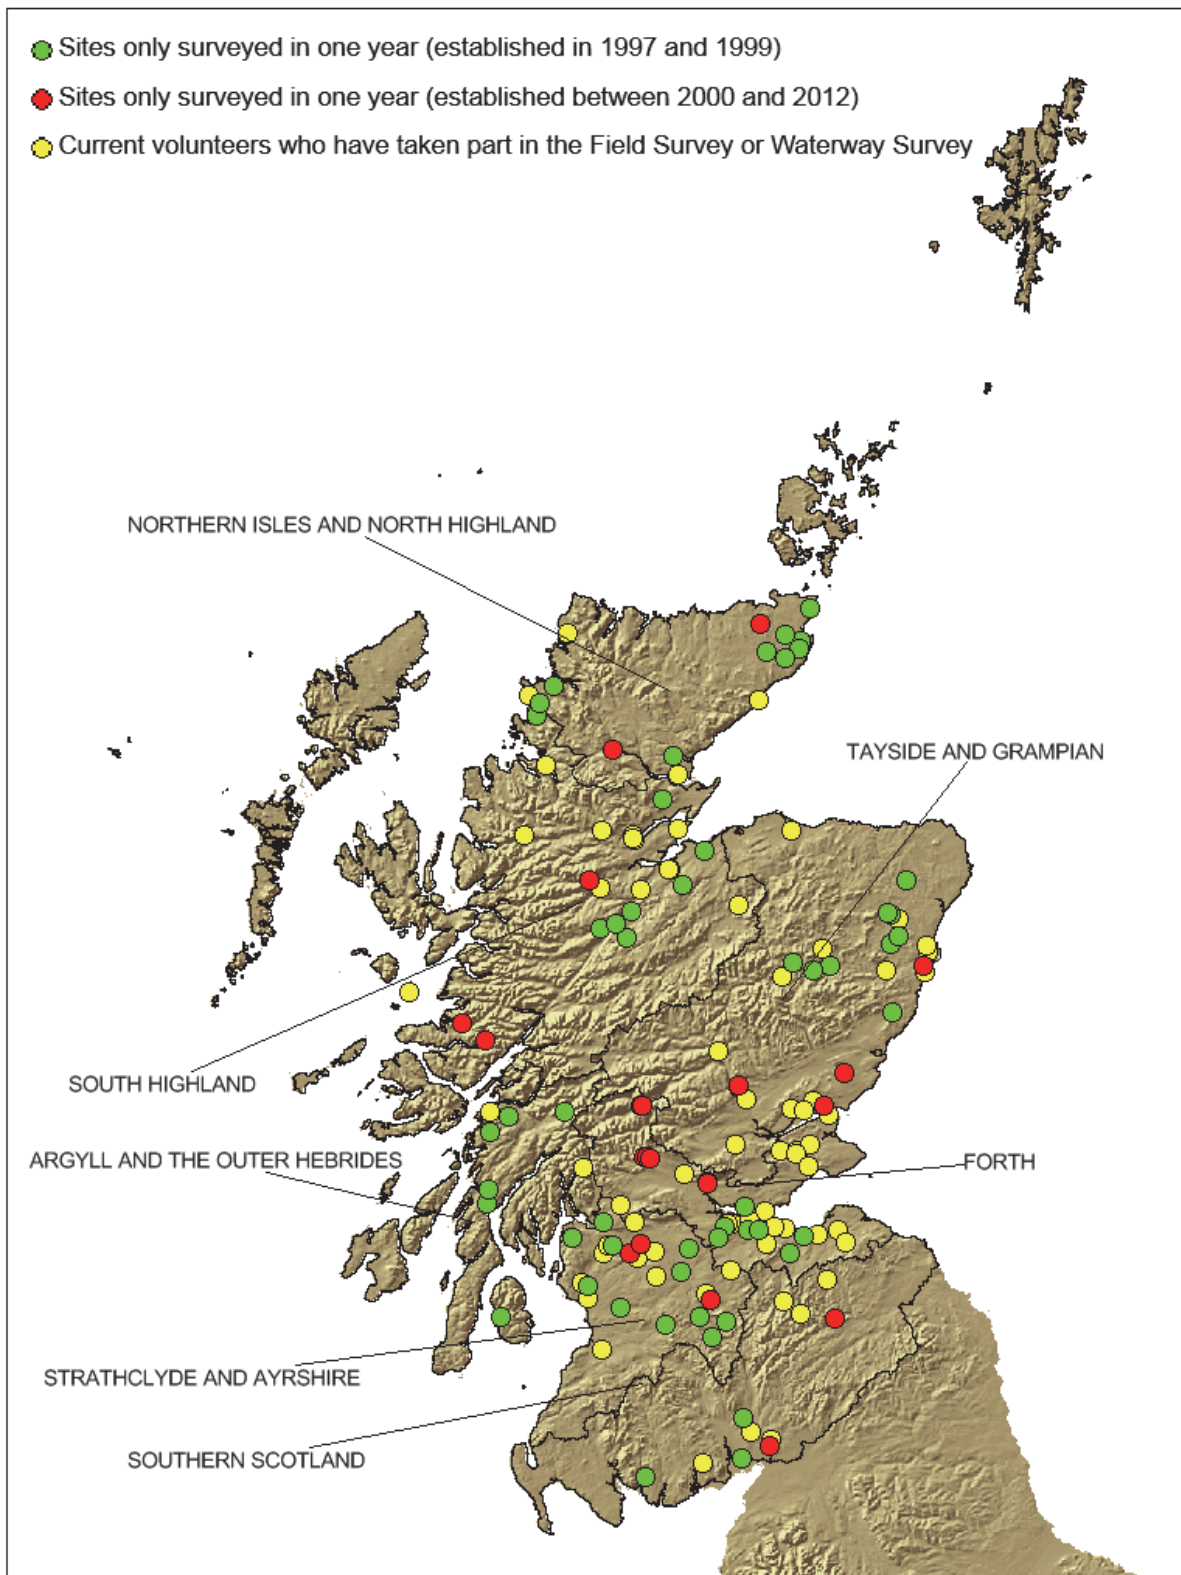 Sites only surveyed in one year (established in 1997 and 1999)
Sites only surveyed in one year (established between 2000 and 2012)
Current volunteers who have taken part in the Field Survey or Waterway Survey
NORTHERN ISLES AND NORTH HIGHLAND
TAYSIDE AND GRAMPIAN
SOUTH HIGHLAND
ARGYLL AND THE OUTER HEBRIDES
FORTH
STRATHCLYDE AND AYRSHIRE
SOUTHERN SCOTLAND